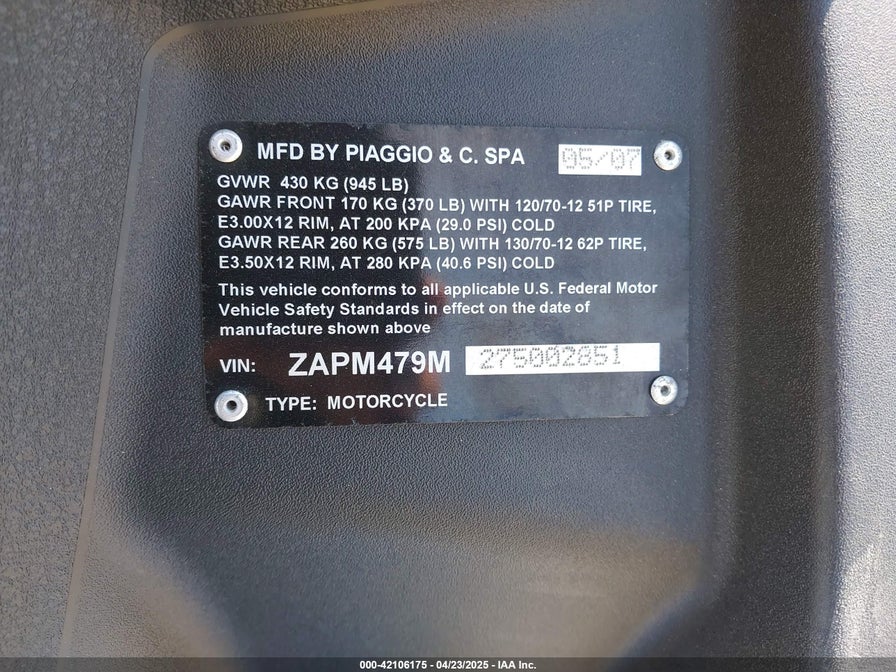 MFD BY PIAGGIO & C. SPA 05/07
GVWR 430 KG (945 LB)
GAWR FRONT 170 KG (370 LB) WITH 120/70-12 51P TIRE,
E3.00X12 RIM, AT 200 KPA (29.0 PSI) COLD
GAWR REAR 260 KG (575 LB) WITH 130/70-12 62P TIRE,
E3.50X12 RIM, AT 280 KPA (40.6 PSI) COLD
This vehicle conforms to all applicable U.S. Federal Motor
Vehicle Safety Standards in effect on the date of
manufacture shown above
VIN: ZAPM479M 275002851
TYPE: MOTORCYCLE
000-42106175 - 04/23/2025 - IAA Inc.